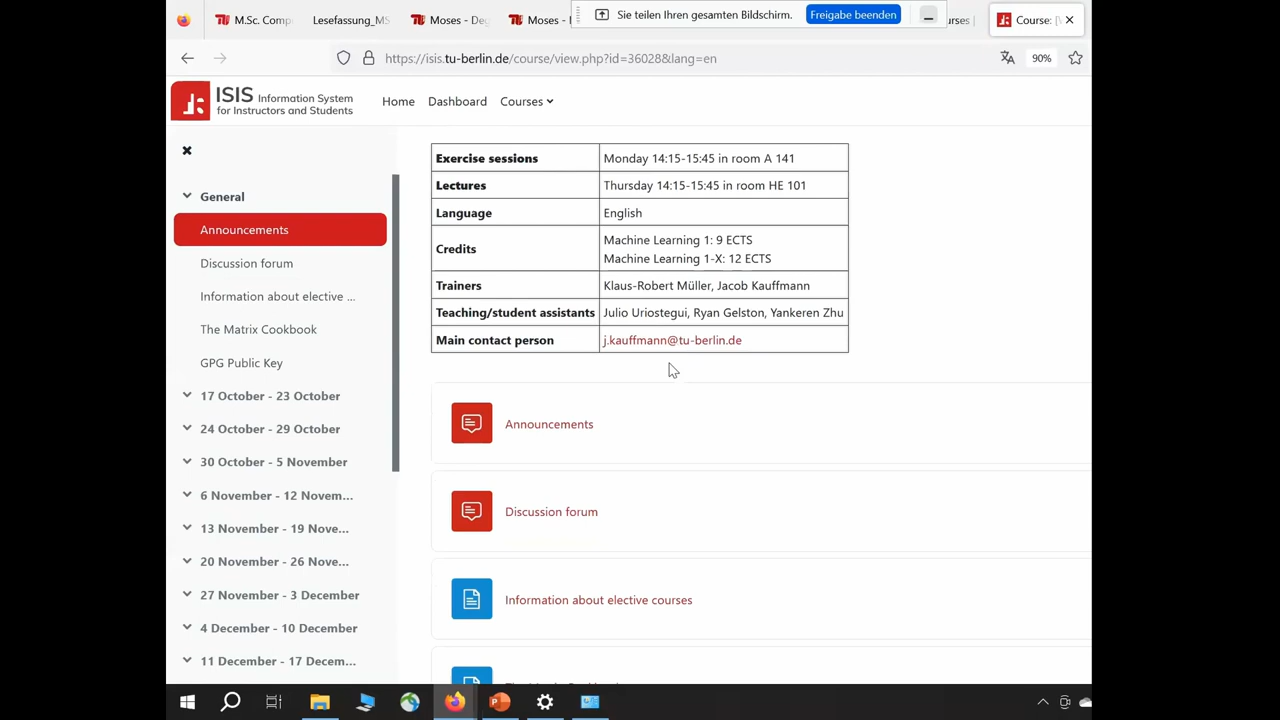 M.Sc. Comp
Lesefassung_MS
Moses - De
Moses -
Sie teilen Ihren gesamten Bildschirm.
Freigabe beenden
urses
Course: [
https://isis.tu-berlin.de/course/view.php?id=36028&lang=en
90%
ISIS Information System
for Instructors and Students
Home
Dashboard
Courses
General
Announcements
Discussion forum
Information about elective ...
The Matrix Cookbook
GPG Public Key
17 October - 23 October
24 October - 29 October
30 October - 5 November
6 November - 12 Novem...
13 November - 19 Nove...
20 November - 26 Nove...
27 November - 3 December
4 December - 10 December
11 December - 17 Decem...
Exercise sessions Monday 14:15-15:45 in room A 141
Lectures Thursday 14:15-15:45 in room HE 101
Language English
Credits Machine Learning 1: 9 ECTS
Machine Learning 1-X: 12 ECTS
Trainers Klaus-Robert Müller, Jacob Kauffmann
Teaching/student assistants Julio Uriostegui, Ryan Gelston, Yankeren Zhu
Main contact person j.kauffmann@tu-berlin.de
Announcements
Discussion forum
Information about elective courses